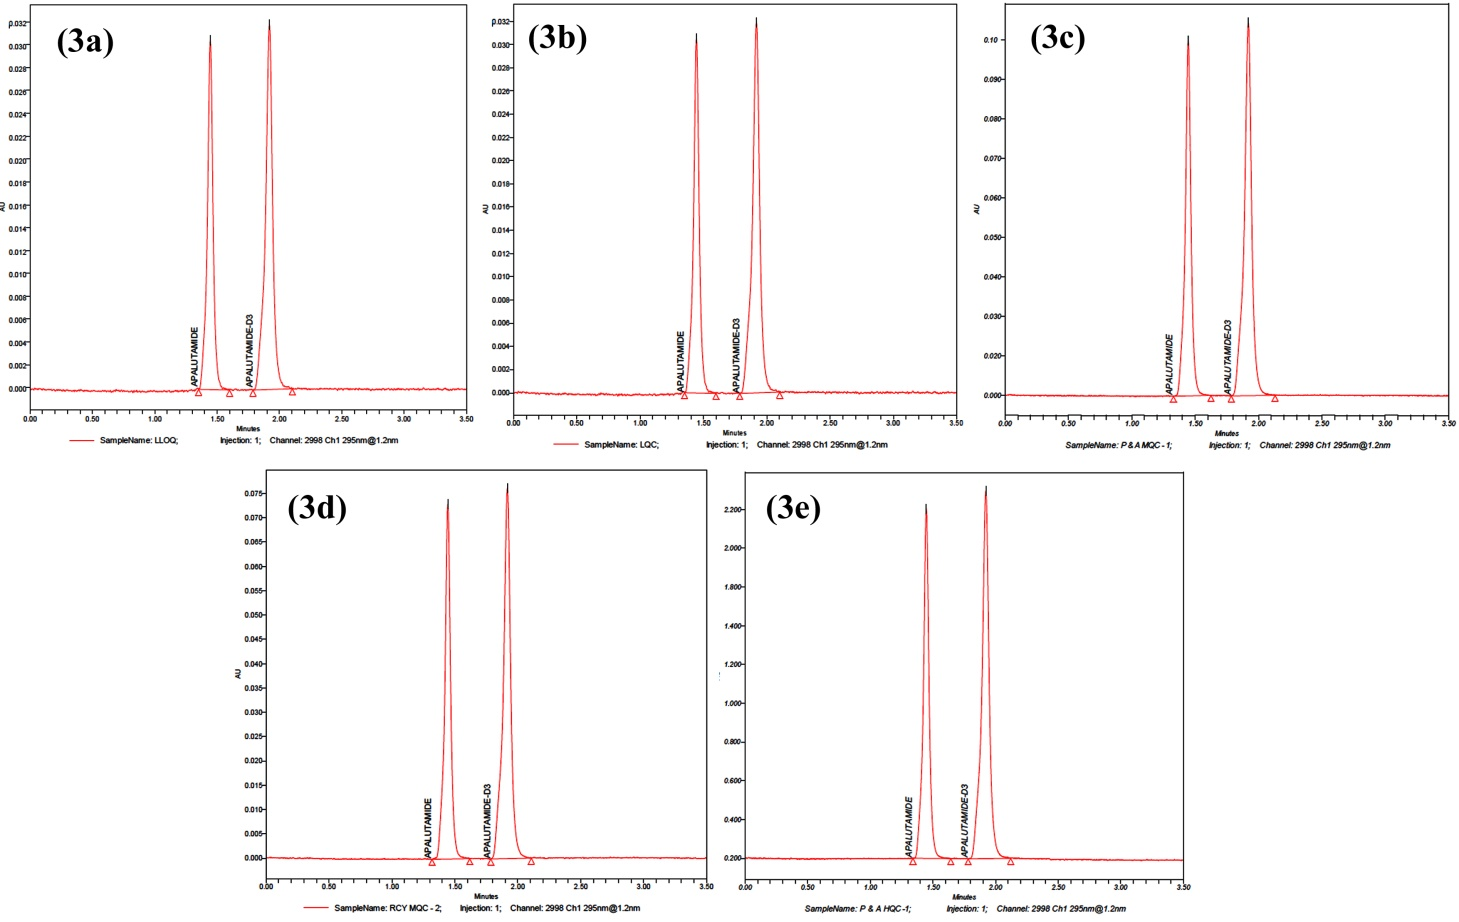 (3a)
0.032
0.030
0.028
0.026
0.024
0.022
0.020
0.018
0.016
0.014
0.012
0.010
0.008
0.006
0.004
0.002
0.000
AU
APALUTAMIDE
APALUTAMIDE-D3
0.00 0.50 1.00 1.50 2.00 2.50 3.00 3.50
Minutes
SampleName: LLOQ; Injection: 1; Channel: 2998 Ch1 295nm@1.2nm
(3b)
0.032
0.030
0.028
0.026
0.024
0.022
0.020
0.018
0.016
0.014
0.012
0.010
0.008
0.006
0.004
0.002
0.000
AU
APALUTAMIDE
APALUTAMIDE-D3
0.00 0.50 1.00 1.50 2.00 2.50 3.00 3.50
Minutes
SampleName: LQC; Injection: 1; Channel: 2998 Ch1 295nm@1.2nm
(3c)
0.10
0.090
0.080
0.070
0.060
0.050
0.040
0.030
0.020
0.000
AU
APALUTAMIDE
APALUTAMIDE-D3
0.00 0.50 1.00 1.50 2.00 2.50 3.00 3.50
Minutes
SampleName: P & A MQC - 1; Injection: 1; Channel: 2998 Ch1 295nm@1.2nm
(3d)
0.075
0.070
0.065
0.060
0.055
0.050
0.045
0.040
0.035
0.030
0.025
0.020
0.015
0.010
0.005
0.000
AU
APALUTAMIDE
APALUTAMIDE-D3
0.00 0.50 1.00 1.50 2.00 2.50 3.00 3.50
Minutes
SampleName: RCY MQC - 2; Injection: 1; Channel: 2998 Ch1 295nm@1.2nm
(3e)
2.200
2.000
1.800
1.400
1.200
1.000
0.800
0.600
0.400
0.200
APALUTAMIDE
APALUTAMIDE-D3
0.00 0.50 1.00 1.50 2.00 2.50 3.00 3.50
Minutes
SampleName: P & A HQC -1; Injection: 1; Channel: 2998 Ch1 295nm@1.2nm